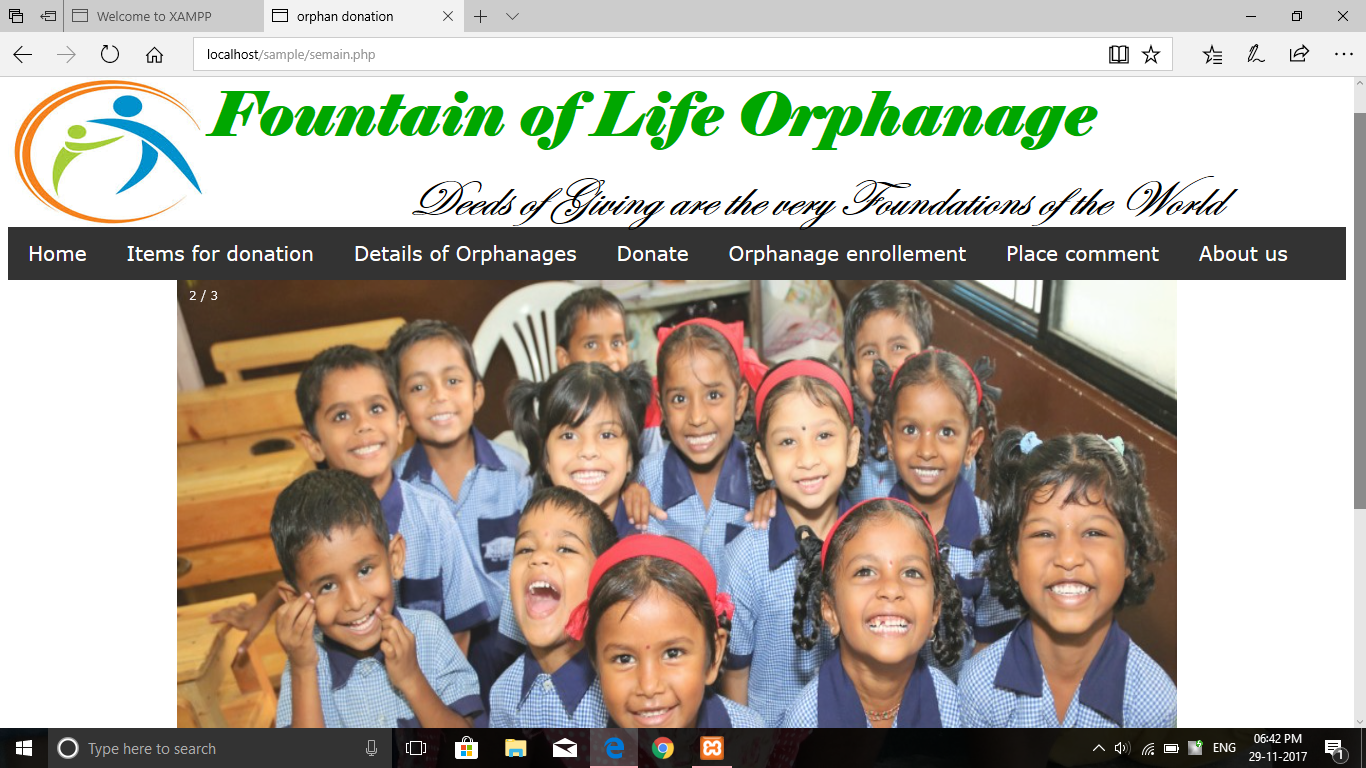 Welcome to XAMPP
orphan donation
localhost/sample/semain.php
Fountain of Life Orphanage
Deeds of Giving are the very Foundations of the World
Home Items for donation Details of Orphanages Donate Orphanage enrollement Place comment About us
2 / 3
Type here to search
ENG
06:42 PM
29-11-2017
1